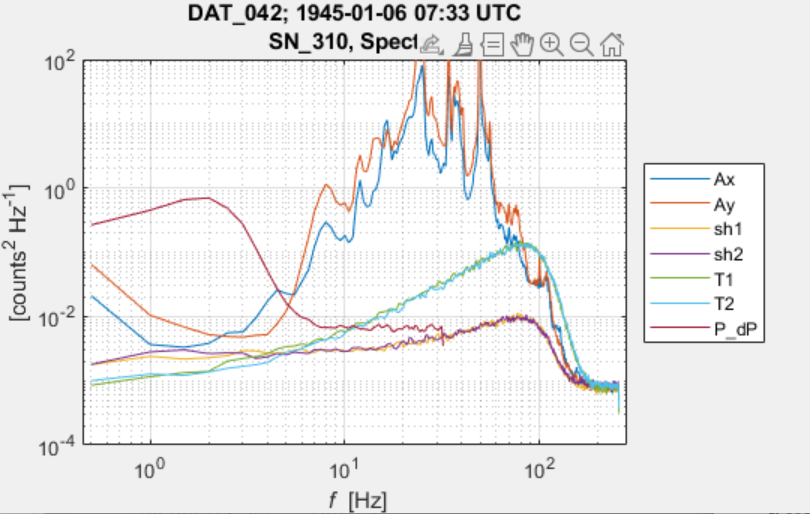 DAT_042; 1945-01-06 07:33 UTC
SN_310, Spect
10²
10⁰
10⁻²
10⁻⁴
[counts² Hz⁻¹]
10⁰
10¹
10²
f [Hz]
Ax
Ay
sh1
sh2
T1
T2
P_dP